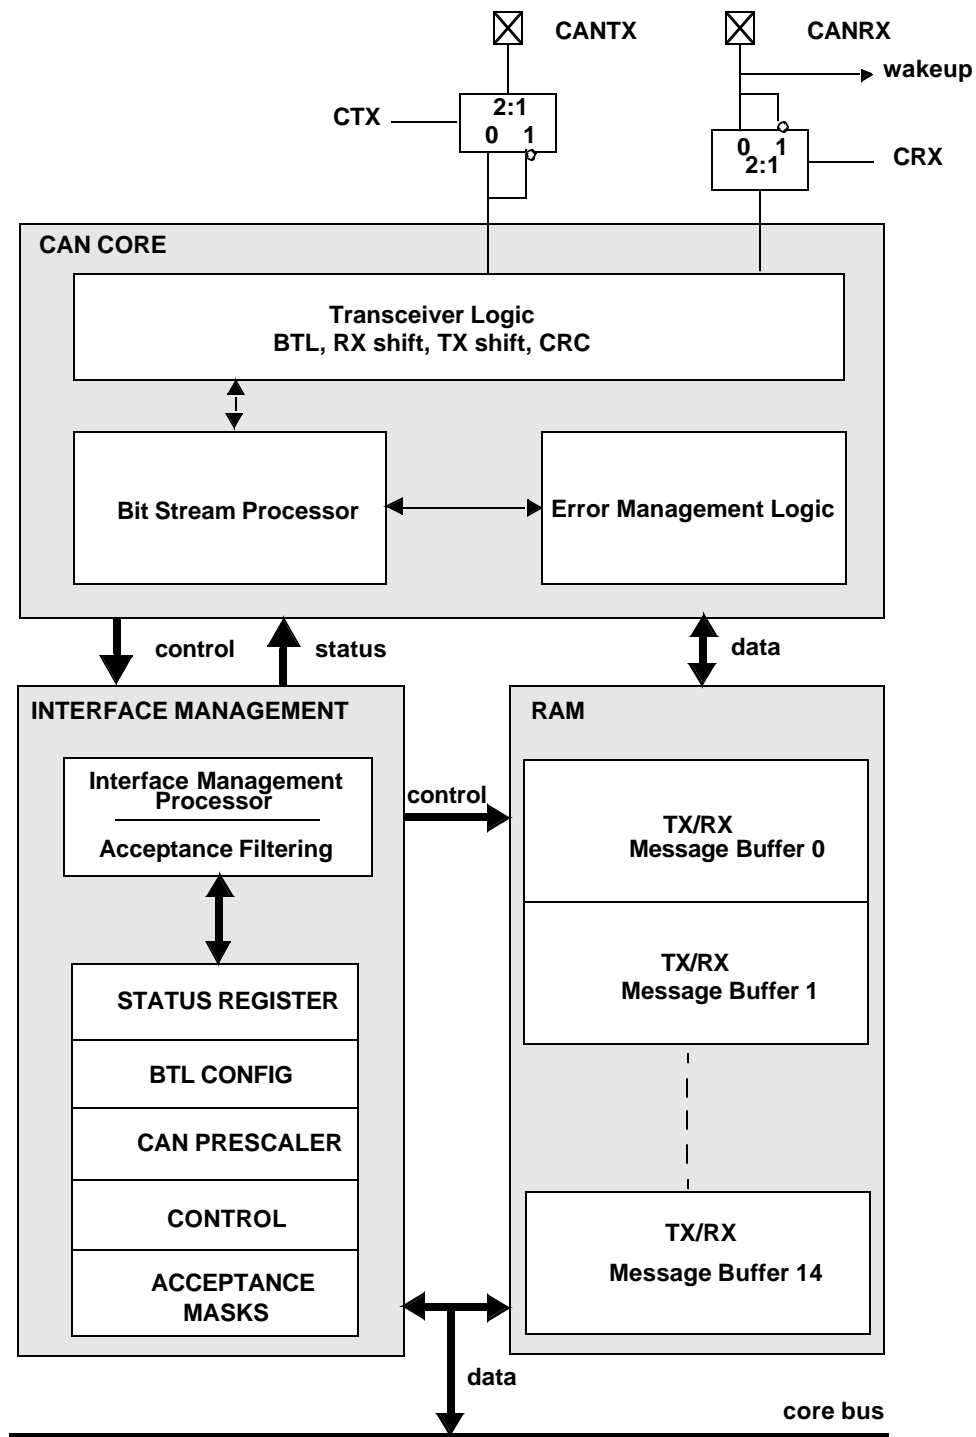 CANTX
CANRX
wakeup
CTX
2:1
0 1
0 1
2:1
CRX
CAN CORE
Transceiver Logic
BTL, RX shift, TX shift, CRC
Bit Stream Processor
Error Management Logic
control
status
data
INTERFACE MANAGEMENT
Interface Management
Processor
Acceptance Filtering
control
STATUS REGISTER
BTL CONFIG
CAN PRESCALER
CONTROL
ACCEPTANCE
MASKS
RAM
TX/RX
Message Buffer 0
TX/RX
Message Buffer 1
TX/RX
Message Buffer 14
data
core bus